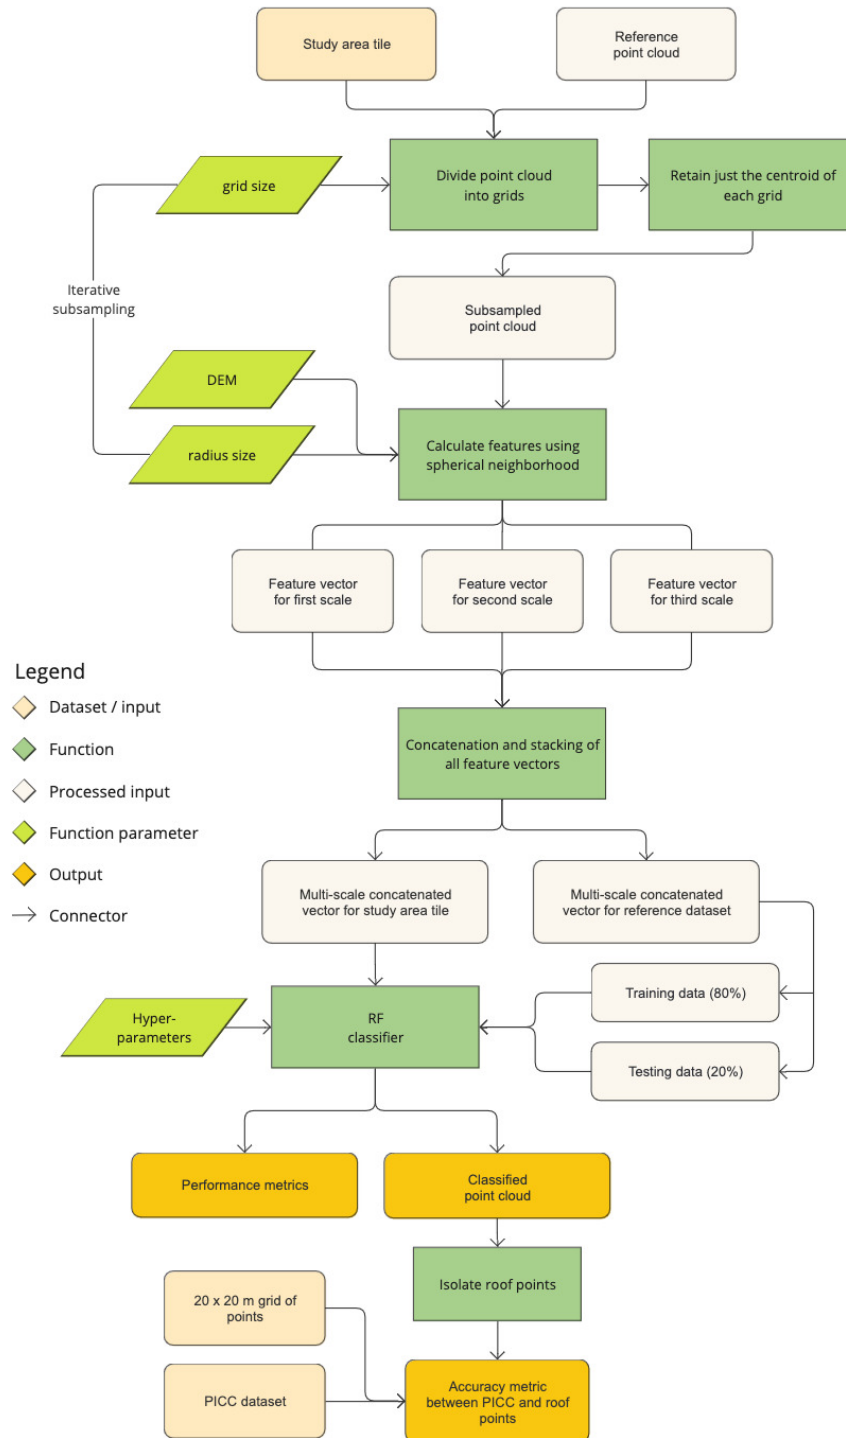 Study area tile
Reference
point cloud
grid size
Divide point cloud
into grids
Retain just the centroid of
each grid
Iterative
subsampling
Subsampled
point cloud
DEM
radius size
Calculate features using
spherical neighborhood
Feature vector
for first scale
Feature vector
for second scale
Feature vector
for third scale
Legend
Dataset / input
Function
Processed input
Function parameter
Output
Connector
Concatenation and stacking of
all feature vectors
Multi-scale concatenated
vector for study area tile
Multi-scale concatenated
vector for reference dataset
Hyper-
parameters
RF
classifier
Training data (80%)
Testing data (20%)
Performance metrics
Classified
point cloud
Isolate roof points
20 x 20 m grid of
points
PICC dataset
Accuracy metric
between PICC and roof
points